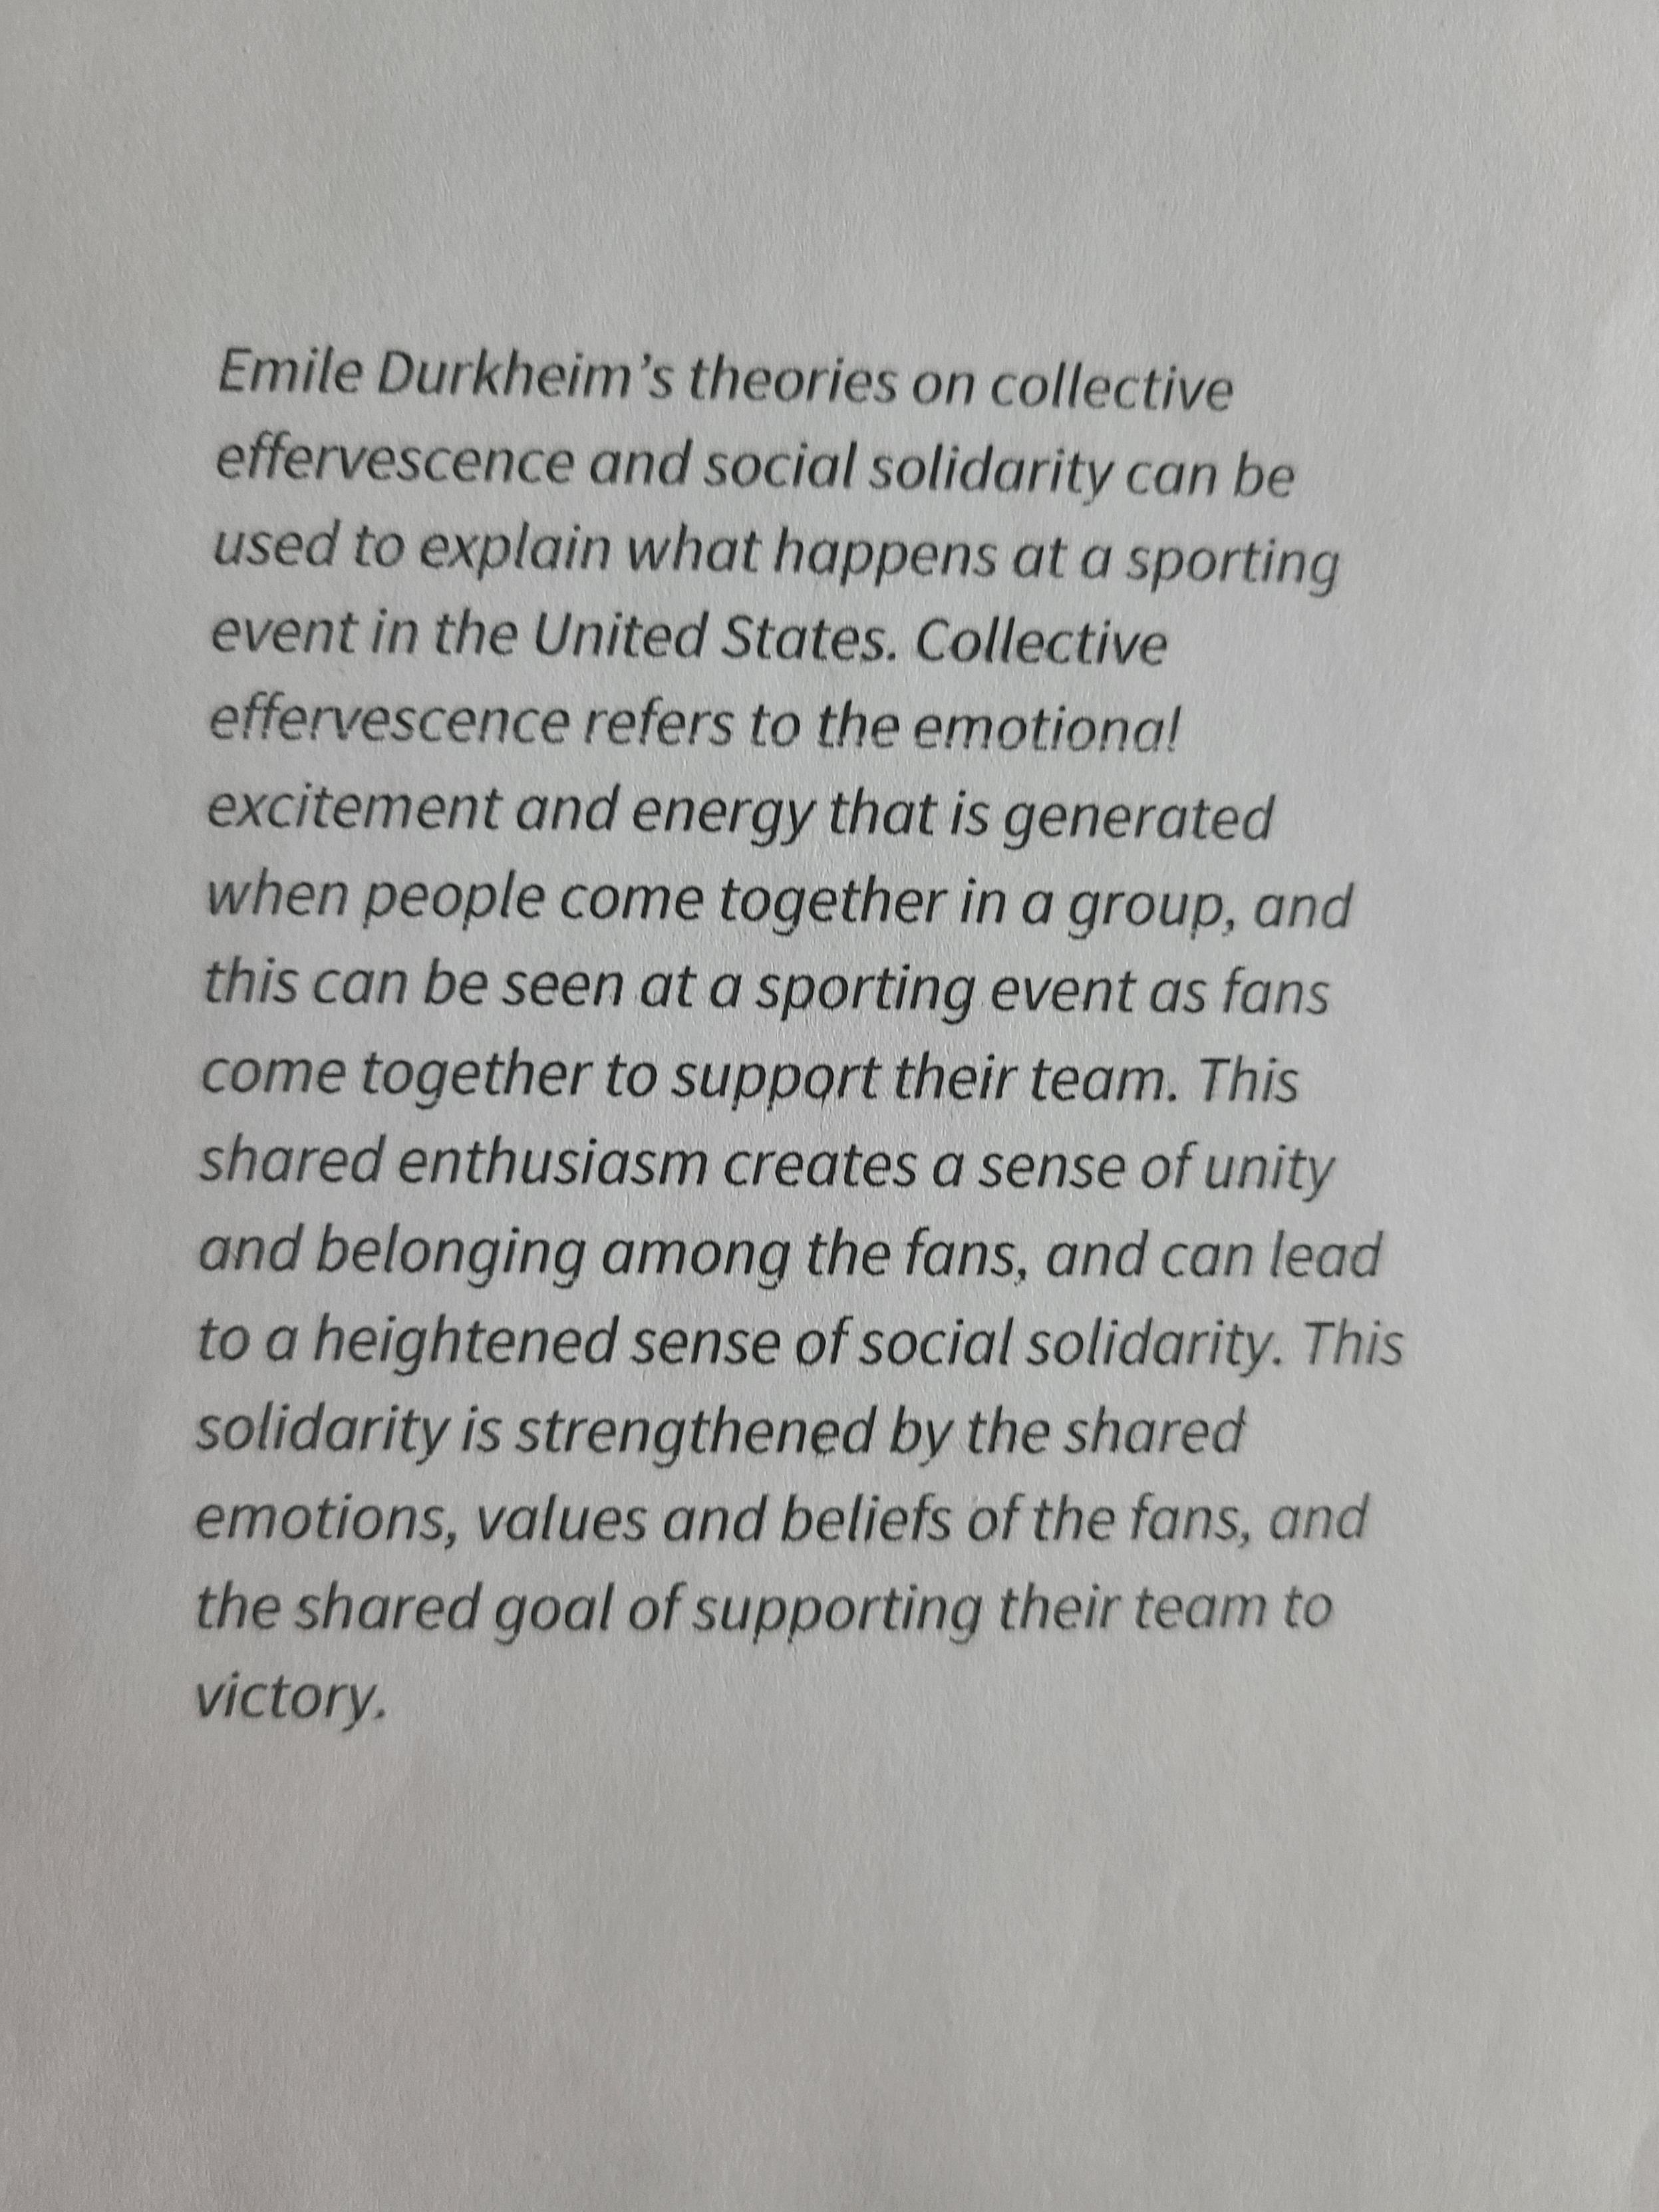 Emile Durkheim’s theories on collective
effervescence and social solidarity can be
used to explain what happens at a sporting
event in the United States. Collective
effervescence refers to the emotional
excitement and energy that is generated
when people come together in a group, and
this can be seen at a sporting event as fans
come together to support their team. This
shared enthusiasm creates a sense of unity
and belonging among the fans, and can lead
to a heightened sense of social solidarity. This
solidarity is strengthened by the shared
emotions, values and beliefs of the fans, and
the shared goal of supporting their team to
victory.